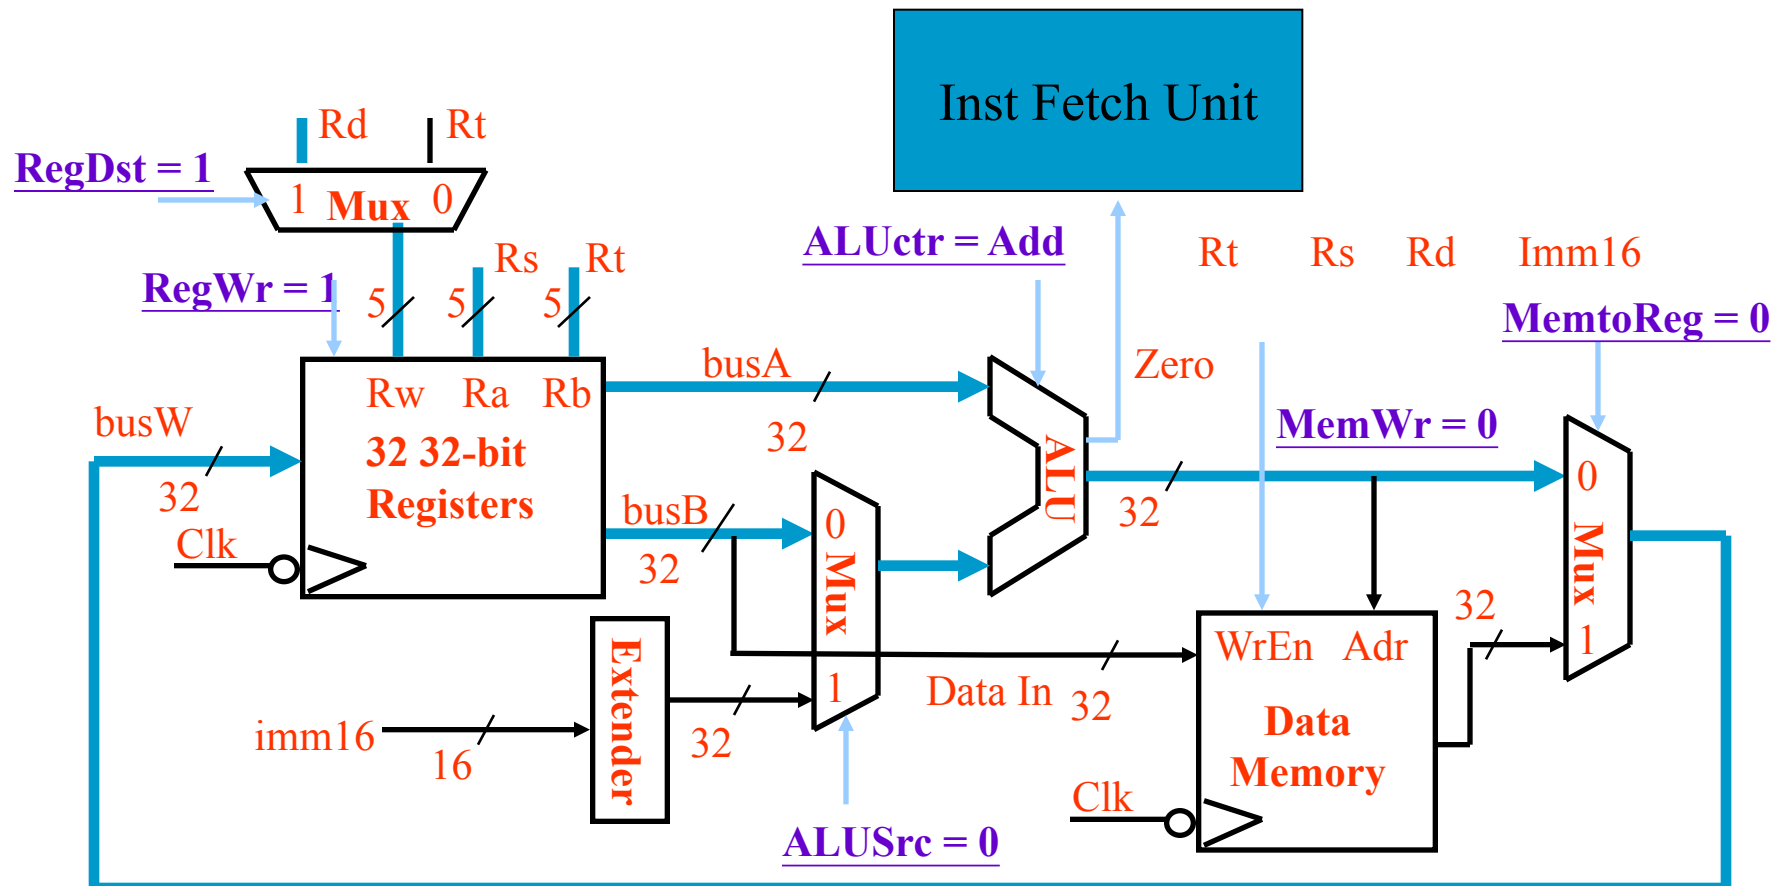 Inst Fetch Unit
Rd Rt
RegDst = 1
1 Mux 0
ALUctr = Add
Rs Rt
Rt Rs Rd Imm16
RegWr = 1
5 5 5
MemtoReg = 0
busA
Zero
Rw Ra Rb
busW
32
MemWr = 0
32 32-bit
Registers
ALU
0
32
32
busB
0
Mux
Clk
32
Mux
32
1
Extender
WrEn Adr
1
Data In
32
imm16
16
32
Data
Memory
Clk
ALUSrc = 0